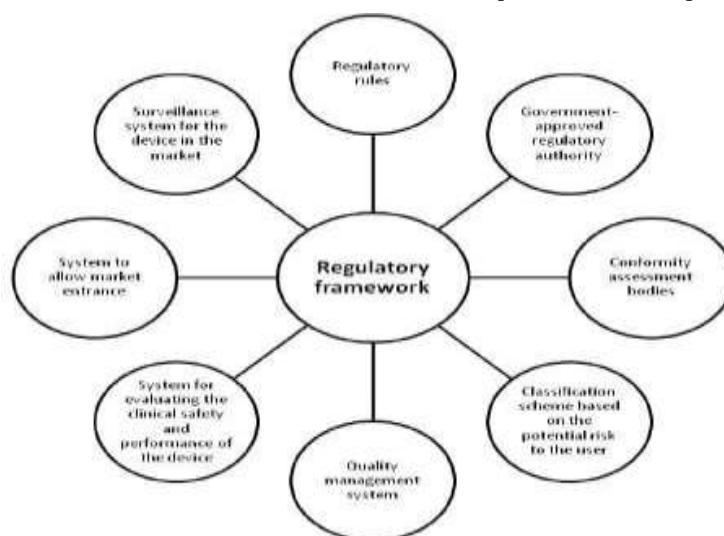 Regulatory
rules
Government-
approved
regulatory
authority
Conformity
assessment
bodies
Classification
scheme based
on the
potential risk
to the user
Quality
management
system
System for
evaluating the
clinical safety
and
performance of
the device
System to
allow market
entrance
Surveillance
system for the
device in the
market
Regulatory
framework